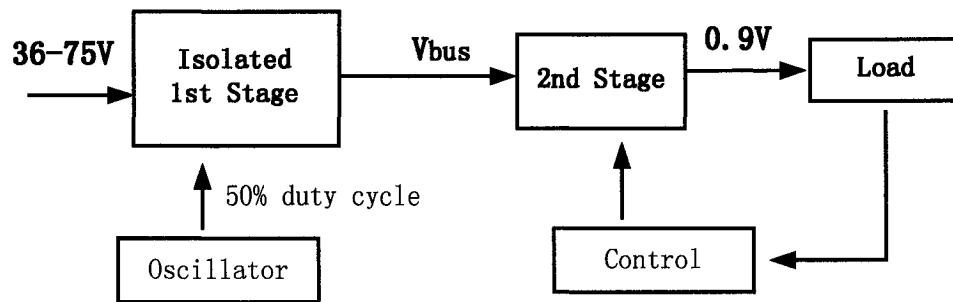 36-75V
Isolated
1st Stage
Vbus
2nd Stage
0.9V
Load
50% duty cycle
Oscillator
Control